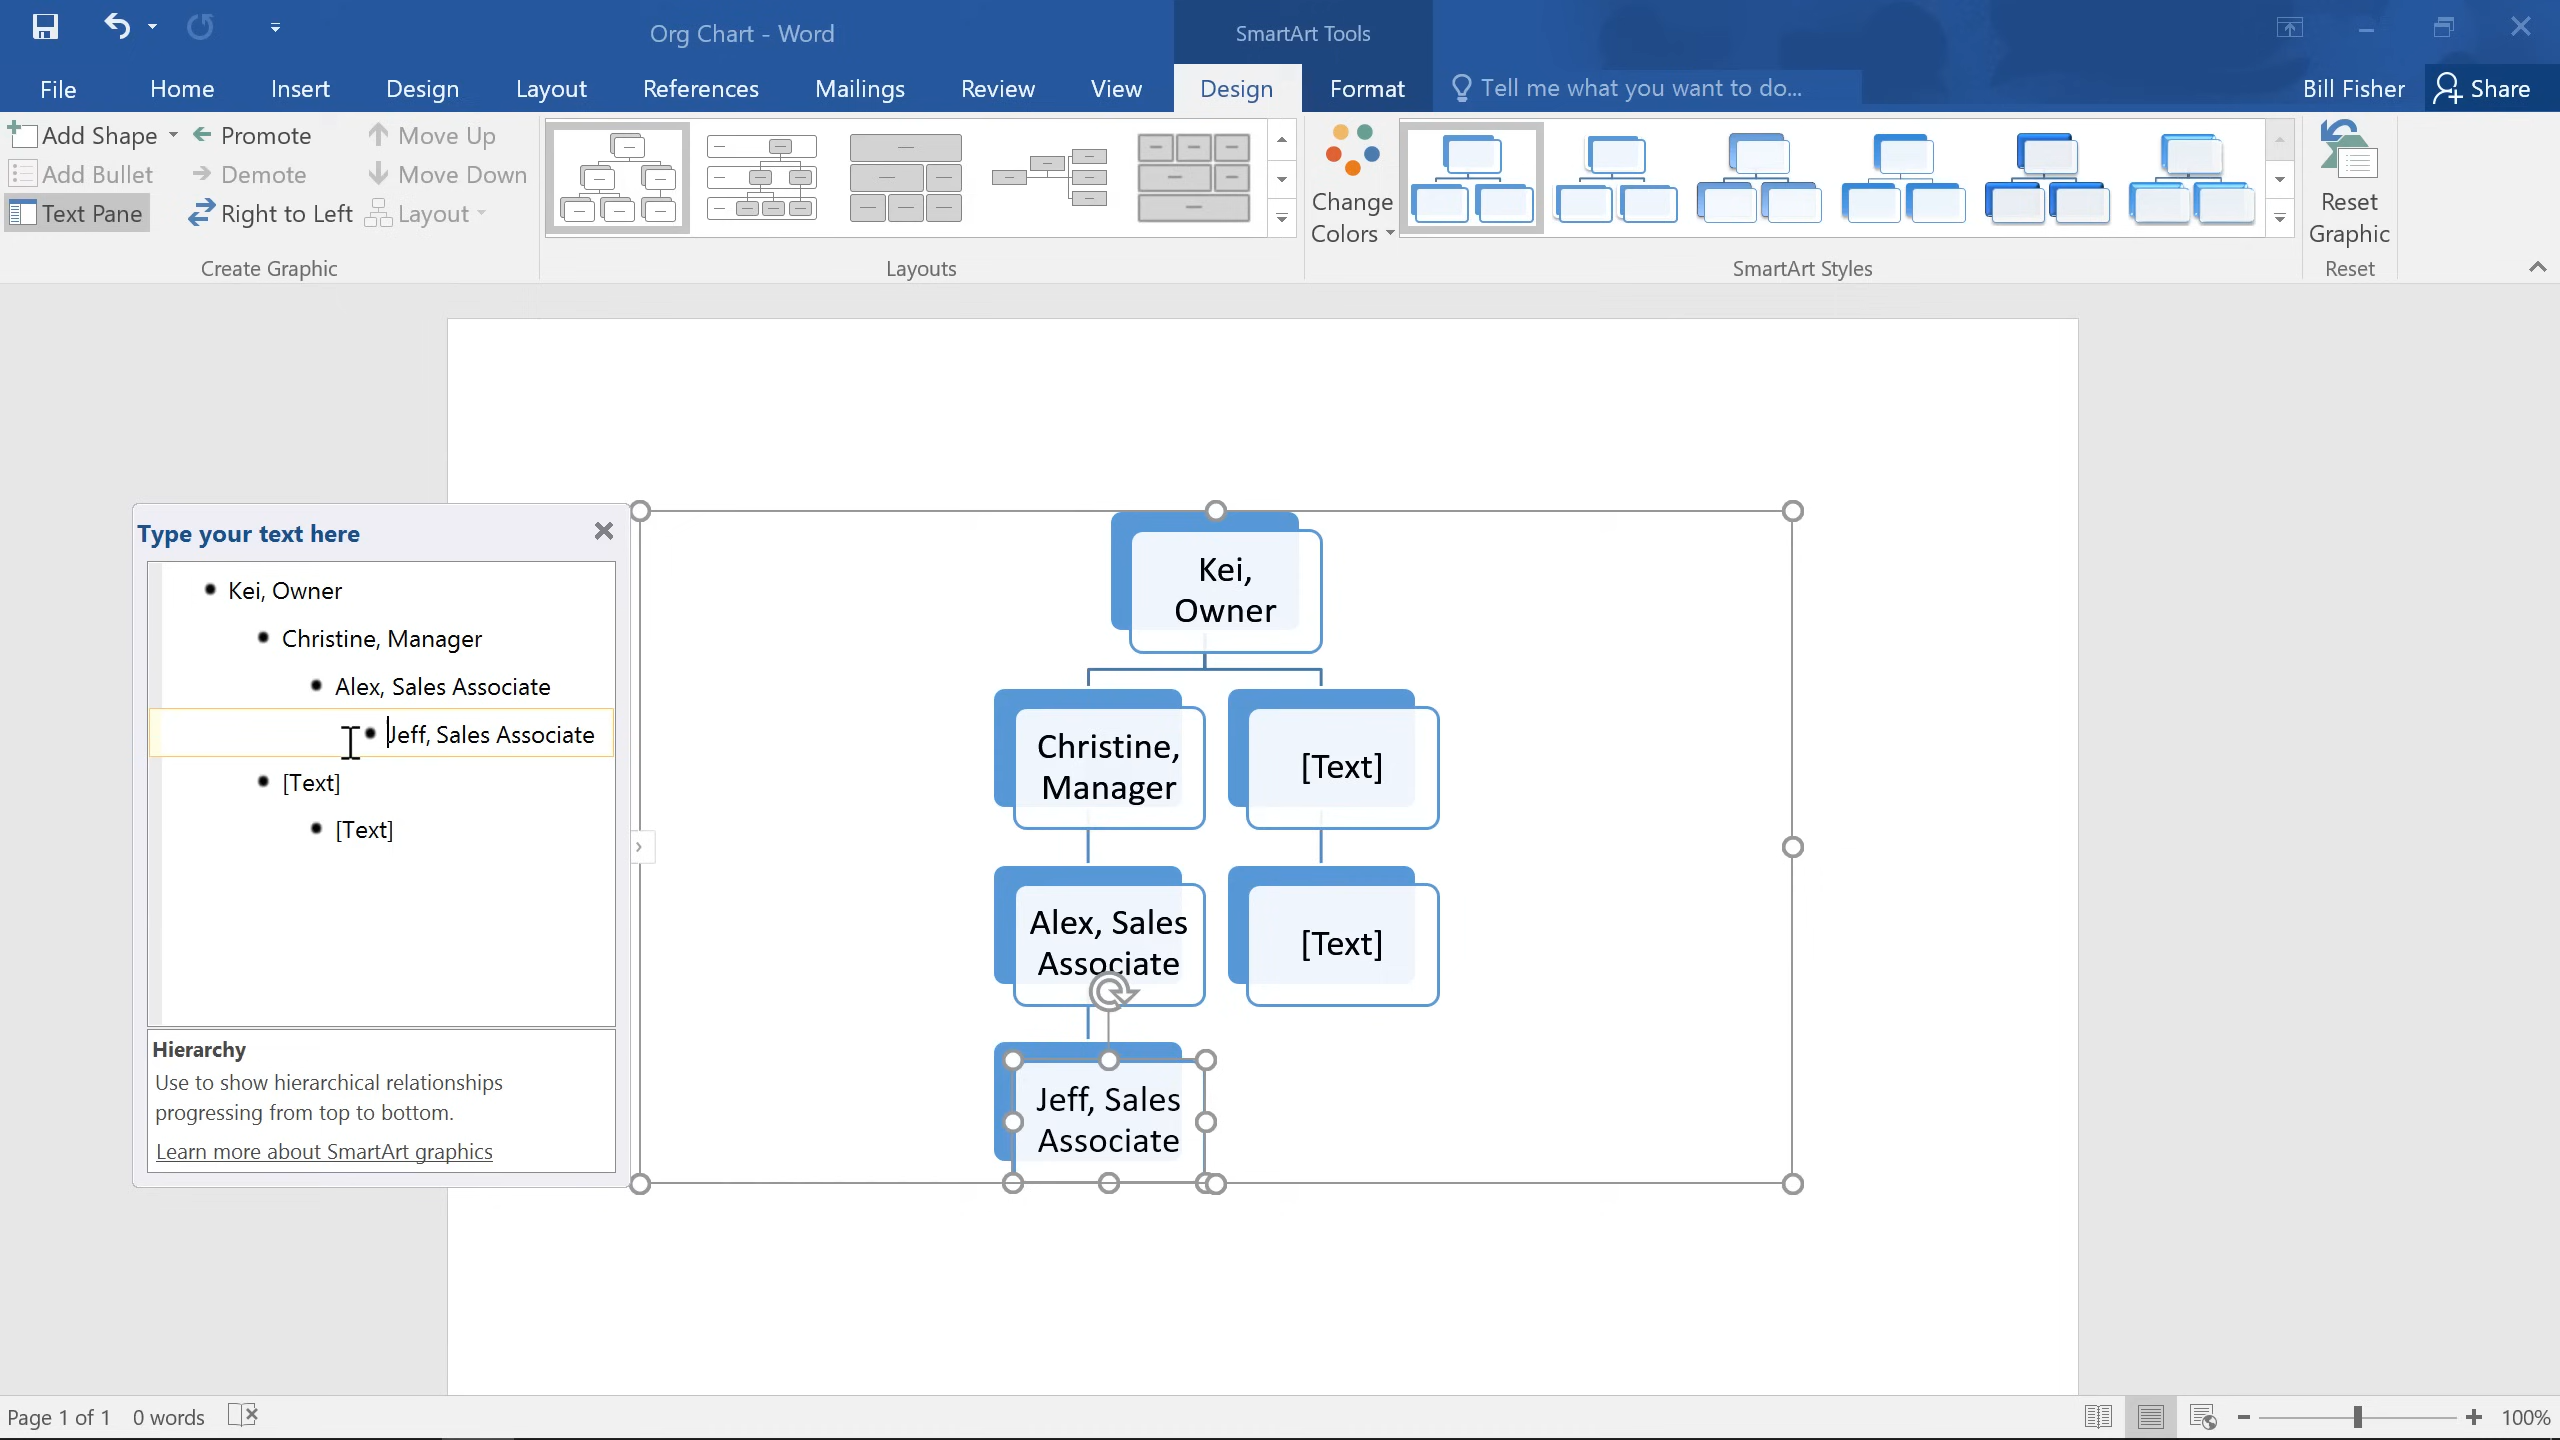 Org Chart - Word
SmartArt Tools
File Home Insert Design Layout References Mailings Review View Design Format Tell me what you want to do... Bill Fisher Share
Add Shape Promote Move Up
Add Bullet Demote Move Down
Text Pane Right to Left Layout
Change Colors
Reset Graphic
Create Graphic Layouts SmartArt Styles Reset
Type your text here
Kei, Owner
Christine, Manager
Alex, Sales Associate
Jeff, Sales Associate
[Text]
[Text]
Hierarchy
Use to show hierarchical relationships
progressing from top to bottom.
Learn more about SmartArt graphics
Kei,
Owner
Christine,
Manager
[Text]
Alex, Sales
Associate
[Text]
Jeff, Sales
Associate
Page 1 of 1 0 words 100%